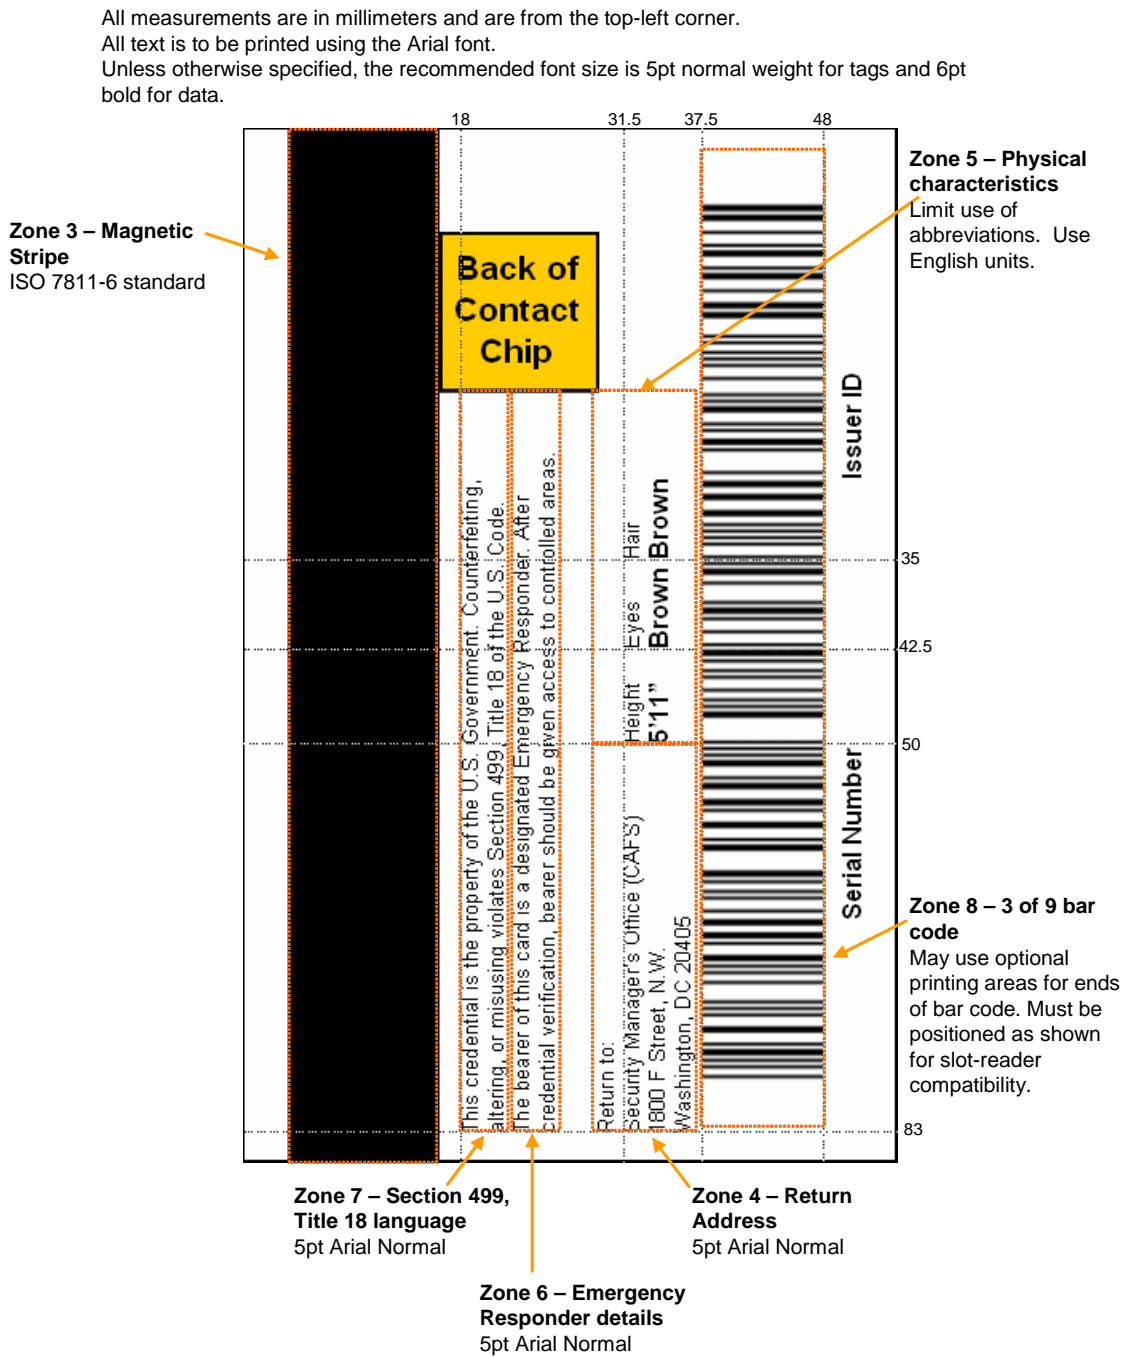 All measurements are in millimeters and are from the top-left corner.
All text is to be printed using the Arial font.
Unless otherwise specified, the recommended font size is 5pt normal weight for tags and 6pt
bold for data.
18
31.5
37.5
48
Zone 5 – Physical
characteristics
Limit use of
abbreviations.  Use
English units.
Zone 3 – Magnetic
Stripe
ISO 7811-6 standard
Back of
Contact
Chip
This credential is the property of the U.S. Government. Counterfeiting,
altering, or misusing violates Section 499, Title 18 of the U.S. Code.
The bearer of this card is a designated Emergency Responder. After
credential verification, bearer should be given access to controlled areas.
Height Eyes Hair
5'11” Brown Brown
Return to:
Security Manager's Office (CAFS)
1800 F Street, N.W.
Washington, DC 20405
Issuer ID
Serial Number
35
42.5
50
83
Zone 8 – 3 of 9 bar
code
May use optional
printing areas for ends
of bar code. Must be
positioned as shown
for slot-reader
compatibility.
Zone 7 – Section 499,
Title 18 language
5pt Arial Normal
Zone 4 – Return
Address
5pt Arial Normal
Zone 6 – Emergency
Responder details
5pt Arial Normal